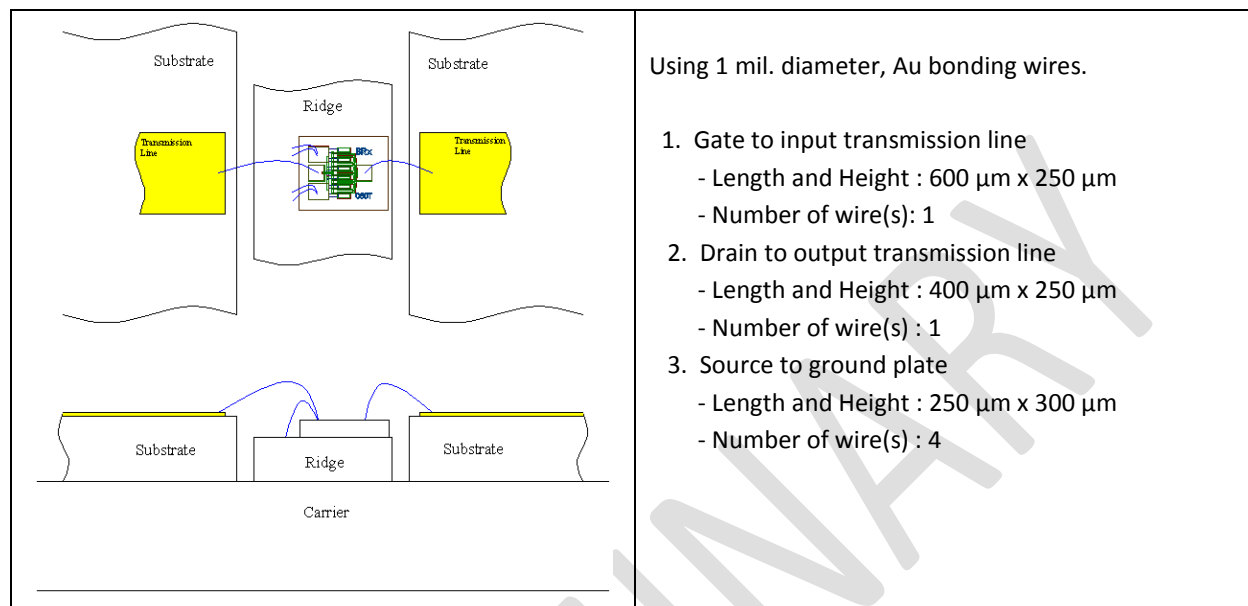 Substrate
Substrate
Ridge
Transmission
Line
Transmission
Line
Substrate
Ridge
Substrate
Carrier
Using 1 mil. diameter, Au bonding wires.
1. Gate to input transmission line
- Length and Height : 600 µm x 250 µm
- Number of wire(s): 1
2. Drain to output transmission line
- Length and Height : 400 µm x 250 µm
- Number of wire(s) : 1
3. Source to ground plate
- Length and Height : 250 µm x 300 µm
- Number of wire(s) : 4